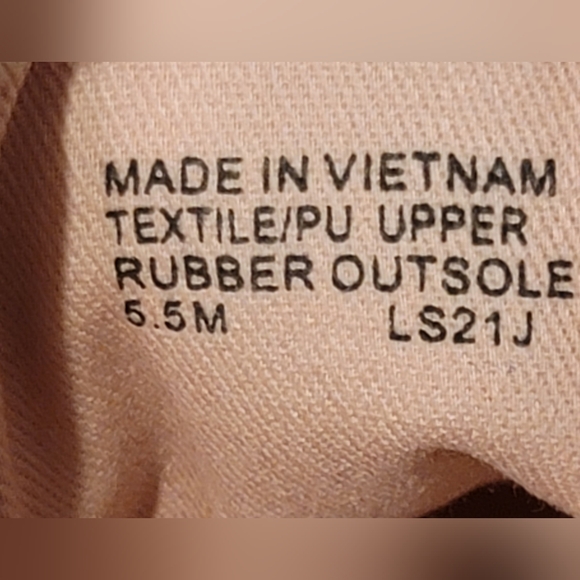 MADE IN VIETNAM
TEXTILE/PU UPPER
RUBBER OUTSOLE
5.5M LS21J